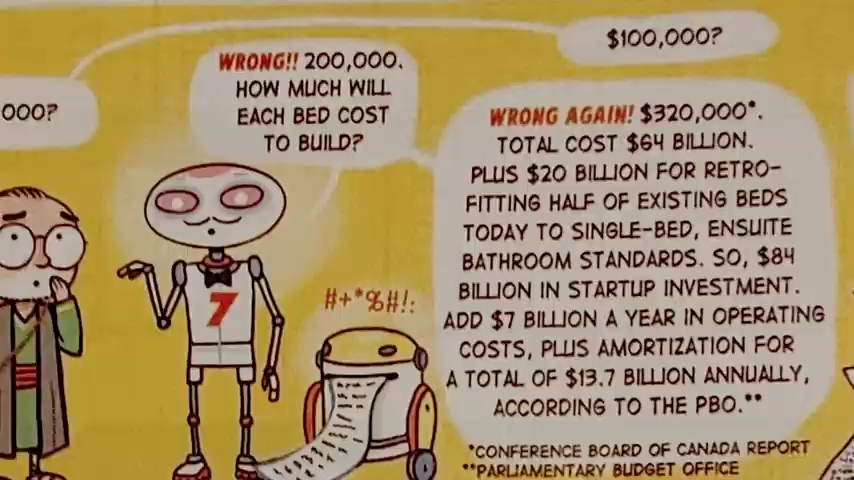 000?
WRONG!! 200,000.
HOW MUCH WILL
EACH BED COST
TO BUILD?
$100,000?
WRONG AGAIN! $320,000*.
TOTAL COST $64 BILLION.
PLUS $20 BILLION FOR RETRO-
FITTING HALF OF EXISTING BEDS
TODAY TO SINGLE-BED, ENSUITE
BATHROOM STANDARDS. SO, $84
BILLION IN STARTUP INVESTMENT.
ADD $7 BILLION A YEAR IN OPERATING
COSTS, PLUS AMORTIZATION FOR
A TOTAL OF $13.7 BILLION ANNUALLY,
ACCORDING TO THE PBO.**
7
#+*%#!:
*CONFERENCE BOARD OF CANADA REPORT
**PARLIAMENTARY BUDGET OFFICE